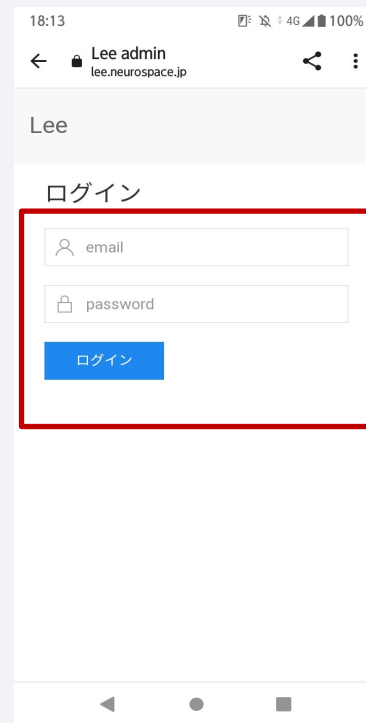 18:13
4G 100%
Lee admin
lee.neurospace.jp
Lee
ログイン
email
password
ログイン